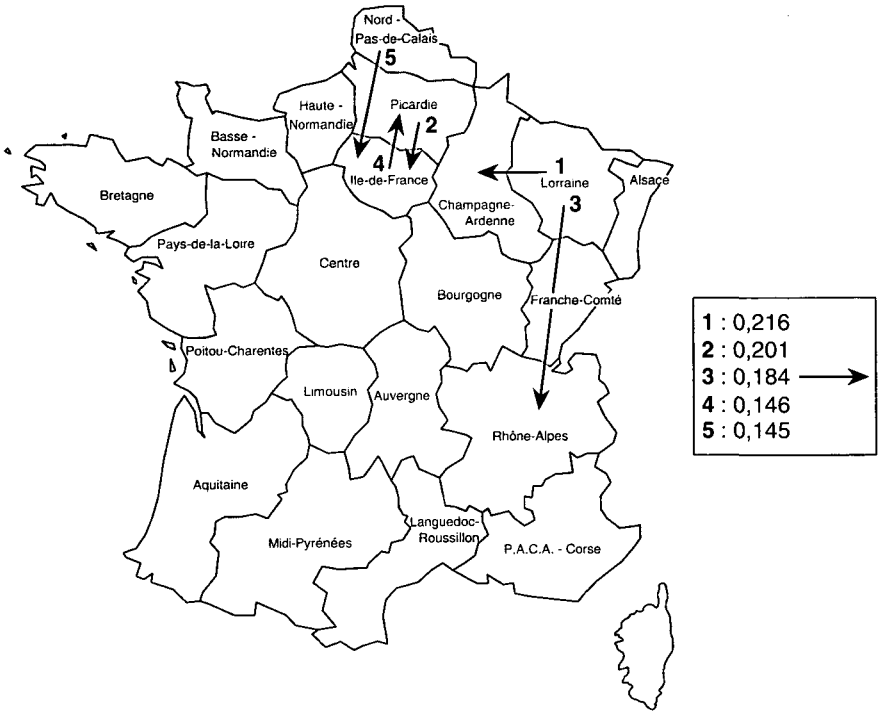 Nord -
Pas-de-Calais
5
Haute -
Normandie
Picardie
2
Basse -
Normandie
4
Ile-de-France
1
Lorraine
3
Alsace
Bretagne
Champagne-
Ardenne
Pays-de-la-Loire
Centre
Bourgogne
Franche-Comté
Poitou-Charentes
Limousin
Auvergne
Rhône-Alpes
Aquitaine
Languedoc-
Roussillon
Midi-Pyrénées
P.A.C.A. - Corse
1 : 0,216
2 : 0,201
3 : 0,184
4 : 0,146
5 : 0,145